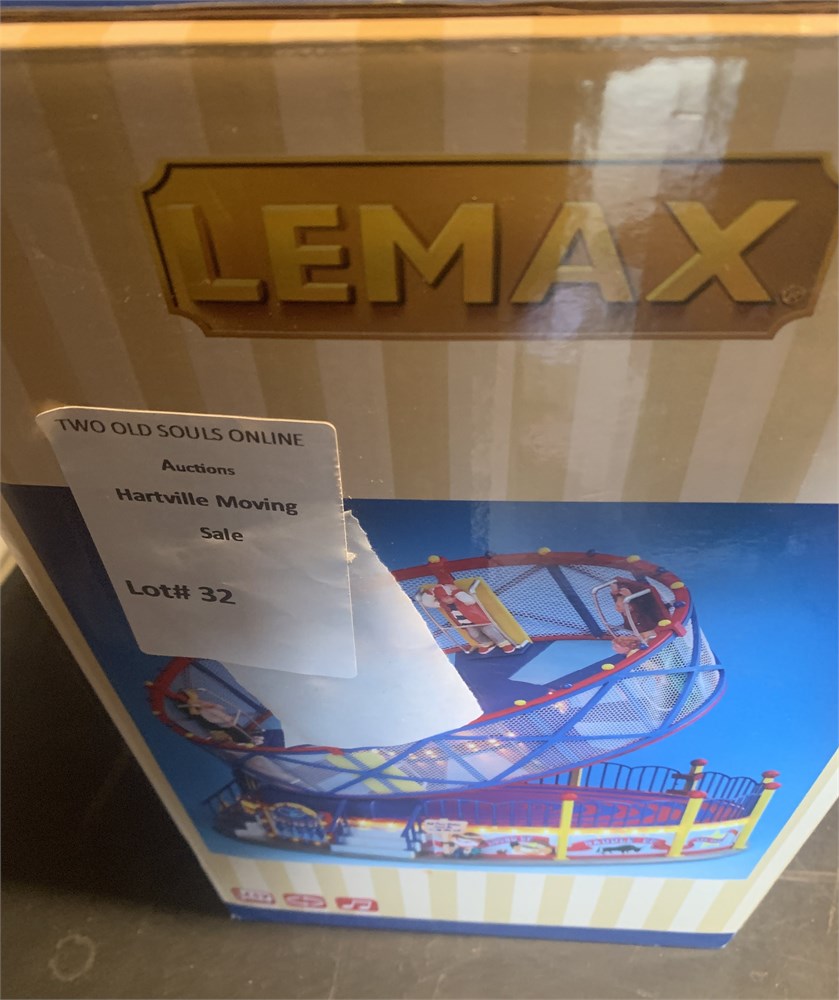 LEMAX
TWO OLD SOULS ONLINE
Auctions
Hartville Moving
Sale
Lot# 32